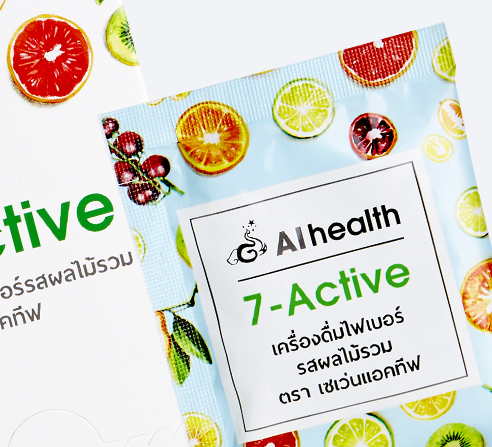 ctive
อร์รสผลไม้รวม
คทีฟ
AI health
7-Active
เครื่องดื่มไฟเบอร์
รสผลไม้รวม
ตรา เซเว่นแอคทีฟ